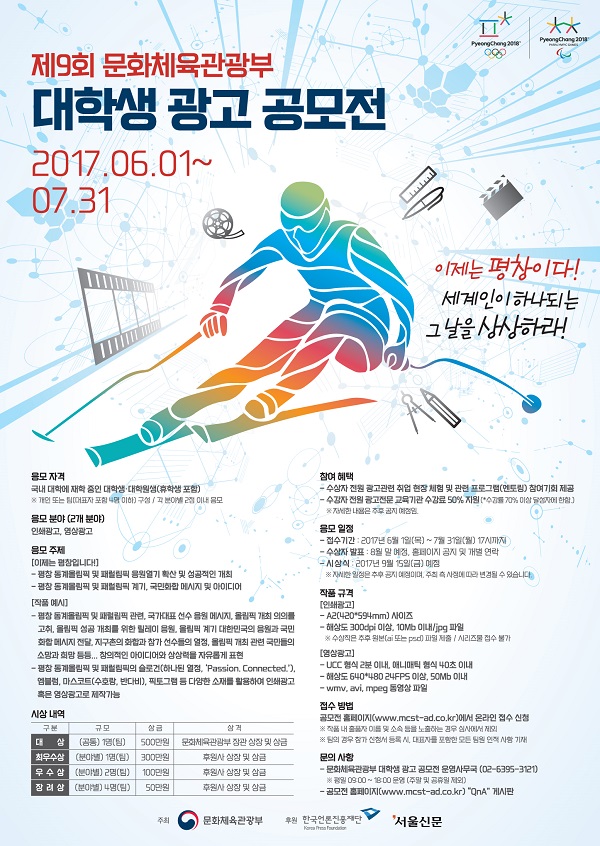 PyeongChang 2018
PyeongChang 2018
PARALYMPIC GAMES
제9회 문화체육관광부
대학생 광고 공모전
2017.06.01~
07.31
이제는 평창이다!
세계인이 하나되는
그 날을 상상하라!
응모 자격
국내 대학에 재학 중인 대학생·대학원생(휴학생 포함)
※ 개인 또는 팀(대표자 포함 4명 이하) 구성 / 각 분야별 2점 이내 응모
응모 분야 (2개 분야)
인쇄광고, 영상광고
응모 주제
[이제는 평창입니다!]
- 평창 동계올림픽 및 패럴림픽 응원열기 확산 및 성공적인 개최
- 평창 동계올림픽 및 패럴림픽 계기, 국민화합 메시지 및 아이디어
[작품 예시]
- 평창 동계올림픽 및 패럴림픽 관련, 국가대표 선수 응원 메시지, 올림픽 개최 의의를
고취, 올림픽 성공 개최를 위한 릴레이 응원, 올림픽 계기 대한민국의 응원과 국민
화합 메시지 전달, 지구촌의 화합과 참가 선수들의 열정, 올림픽 개최 관련 국민들의
소망과 희망 등등... 창의적인 아이디어와 상상력을 자유롭게 표현
- 평창 동계올림픽 및 패럴림픽의 슬로건(하나된 열정, 'Passion. Connected.'),
엠블럼, 마스코트(수호랑, 반다비), 픽토그램 등 다양한 소재를 활용하여 인쇄광고
혹은 영상광고로 제작가능
시상 내역
구 분 규 모 상 금 상 격
대 상 (공통) 1명(팀) 500만원 문화체육관광부 장관 상장 및 상금
최우수상 (분야별) 1명(팀) 300만원 후원사 상장 및 상금
우 수 상 (분야별) 2명(팀) 100만원 후원사 상장 및 상금
장 려 상 (분야별) 4명(팀) 50만원 후원사 상장 및 상금
참여 혜택
- 수상자 전원 광고관련 취업 현장 체험 및 관련 프로그램(멘토링) 참여기회 제공
- 수강자 전원 광고전문 교육기관 수강료 50% 지원 (*수강률 70% 이상 달성자에 한함.)
※ 자세한 내용은 추후 공지 예정임.
응모 일정
- 접수기간 : 2017년 6월 1일(목) ~ 7월 31일(월) 17시까지
- 수상자 발표 : 8월 말 예정, 홈페이지 공지 및 개별 연락
- 시 상 식 : 2017년 9월 15일(금) 예정
※ 자세한 일정은 추후 공지 예정이며, 주최 측 사정에 따라 변경될 수 있습니다.
작품 규격
[인쇄광고]
- A2(420*594mm) 사이즈
- 해상도 300dpi 이상, 10Mb 이내/jpg 파일
※ 수상작은 추후 원본(ai 또는 psd) 파일 제출 / 시리즈물 접수 불가
[영상광고]
- UCC 형식 2분 이내, 애니매틱 형식 40초 이내
- 해상도 640*480 24FPS 이상, 50Mb 이내
- wmv, avi, mpeg 동영상 파일
접수 방법
공모전 홈페이지(www.mcst-ad.co.kr)에서 온라인 접수 신청
※ 작품 내 출품자 이름 및 소속 등을 노출하는 경우 심사에서 제외
※ 팀의 경우 참가 신청서 등록 시, 대표자를 포함한 모든 팀원 인적 사항 기재
문의 사항
- 문화체육관광부 대학생 광고 공모전 운영사무국 (02-6395-3121)
※ 평일 09:00 ~ 18:00 운영 (주말 및 공휴일 제외)
- 공모전 홈페이지(www.mcst-ad.co.kr) "QnA" 게시판
주최 문화체육관광부 후원 한국언론진흥재단 서울신문
Korea Press Foundation